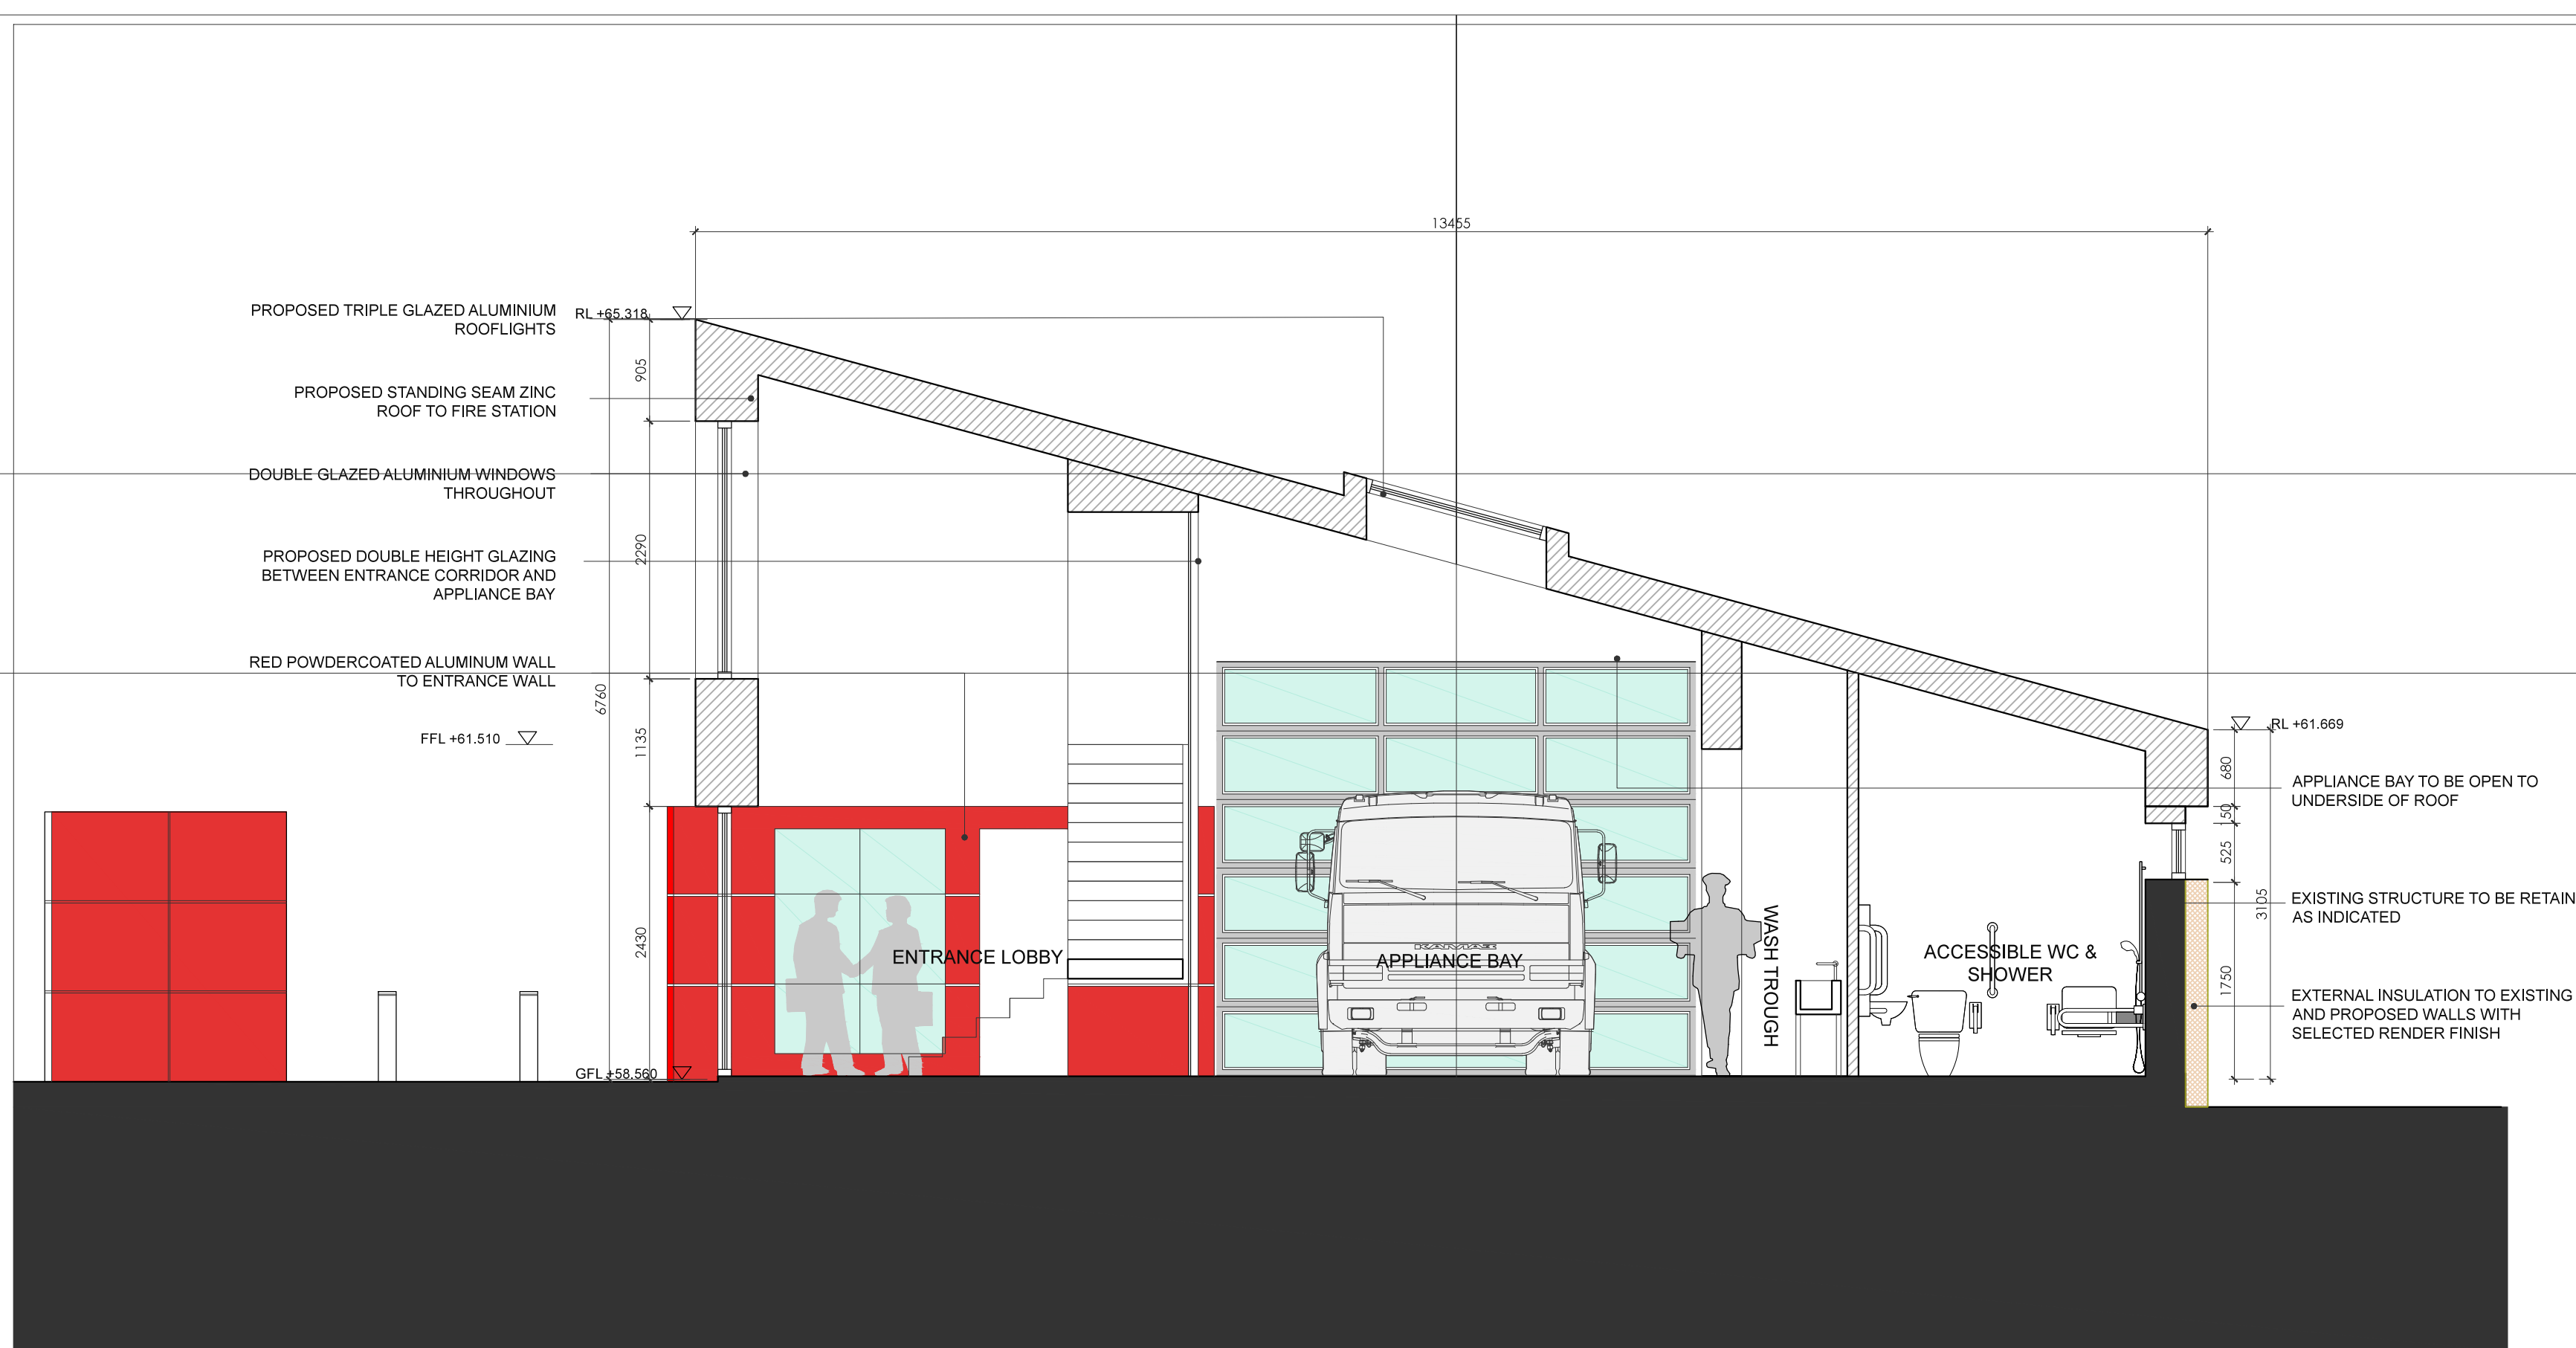 13455
PROPOSED TRIPLE GLAZED ALUMINIUM
ROOFLIGHTS
RL +65.318
905
PROPOSED STANDING SEAM ZINC
ROOF TO FIRE STATION
DOUBLE GLAZED ALUMINIUM WINDOWS
THROUGHOUT
2290
PROPOSED DOUBLE HEIGHT GLAZING
BETWEEN ENTRANCE CORRIDOR AND
APPLIANCE BAY
RED POWDERCOATED ALUMINUM WALL
TO ENTRANCE WALL
6760
FFL +61.510
1135
2430
GFL +58.560
ENTRANCE LOBBY
KAMAZ
APPLIANCE BAY
WASH TROUGH
ACCESSIBLE WC &
SHOWER
RL +61.669
680
150
525
3105
1750
APPLIANCE BAY TO BE OPEN TO
UNDERSIDE OF ROOF
EXISTING STRUCTURE TO BE RETAIN
AS INDICATED
EXTERNAL INSULATION TO EXISTING
AND PROPOSED WALLS WITH
SELECTED RENDER FINISH